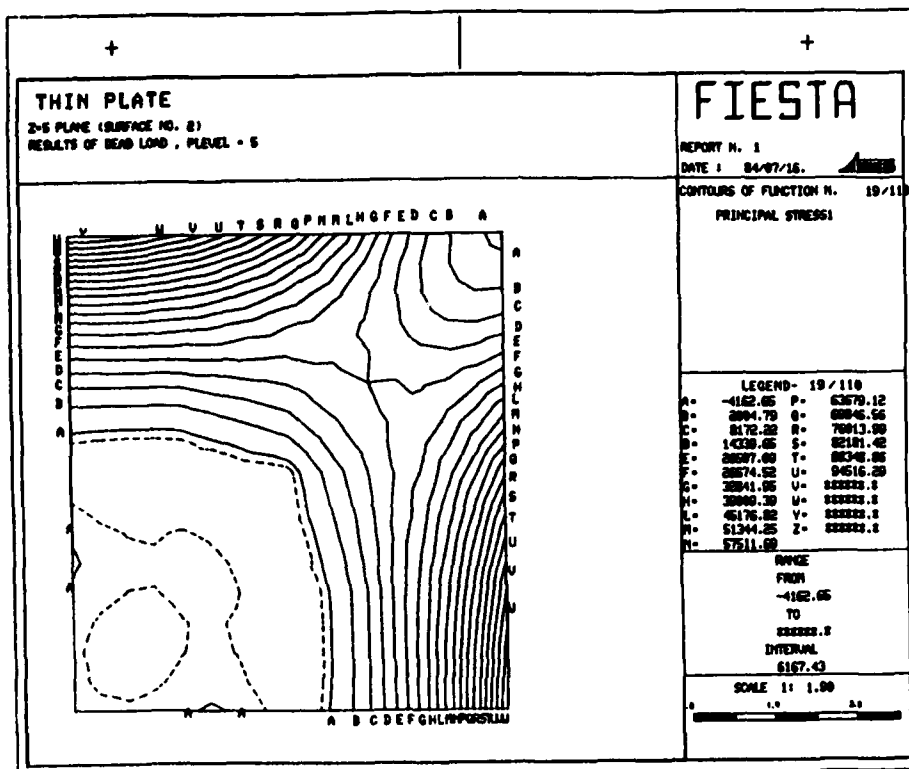 THIN PLATE
Z-5 PLANE (SURFACE NO. 2)
RESULTS OF DEAD LOAD , PLEVEL = 5
FIESTA
REPORT N. 1
DATE : 84/07/16.
CONTOURS OF FUNCTION N. 19/110
PRINCIPAL STRESS1
Y W V U T S R Q P N M L H G F E D C B A
A
B
C
D
E
F
G
H
L
M
N
P
Q
R
S
T
U
V
W
F
E
D
C
B
A
A
A
A A
A B C D E F G H L M N P Q R S T U V W
LEGEND- 19/110
A= -4162.65 P= 63679.12
B= 2004.79 Q= 69846.56
C= 8172.22 R= 76013.99
D= 14339.65 S= 82181.42
E= 20507.09 T= 88348.86
F= 26674.52 U= 94516.29
G= 32841.95 V= ******.*
H= 39009.39 W= ******.*
L= 45176.82 Y= ******.*
M= 51344.25 Z= ******.*
N= 57511.69
RANGE
FROM
-4162.65
TO
******.*
INTERVAL
6167.43
SCALE 1: 1.90